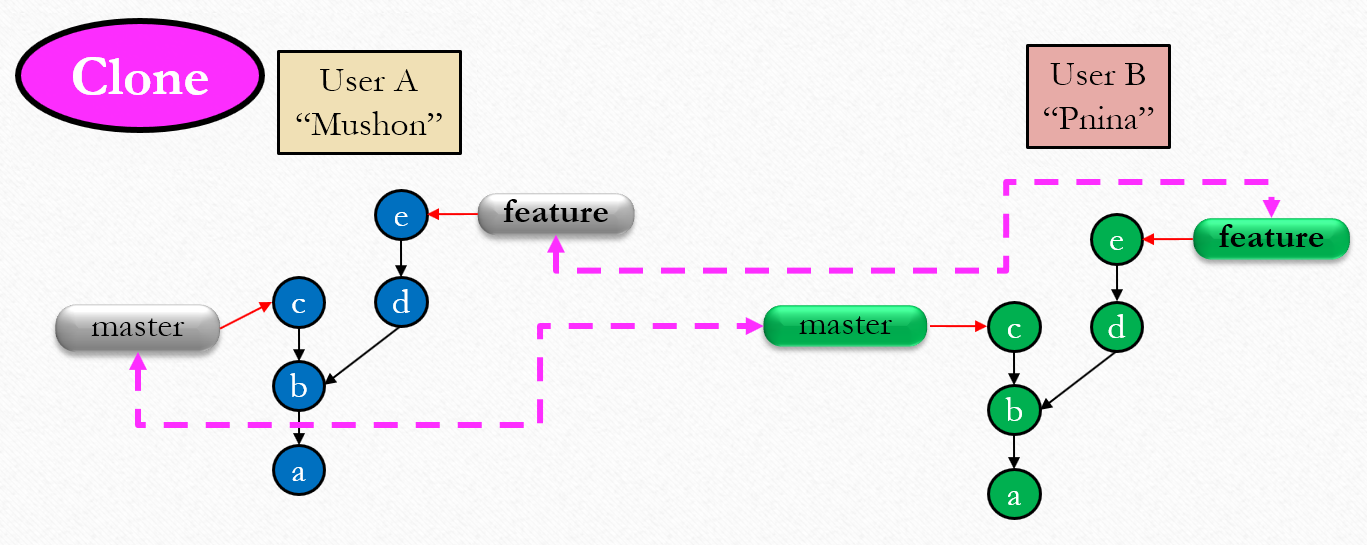 Clone
User A
“Mushon”
User B
“Pnina”
e
feature
c
d
master
b
a
e
feature
master
c
d
b
a